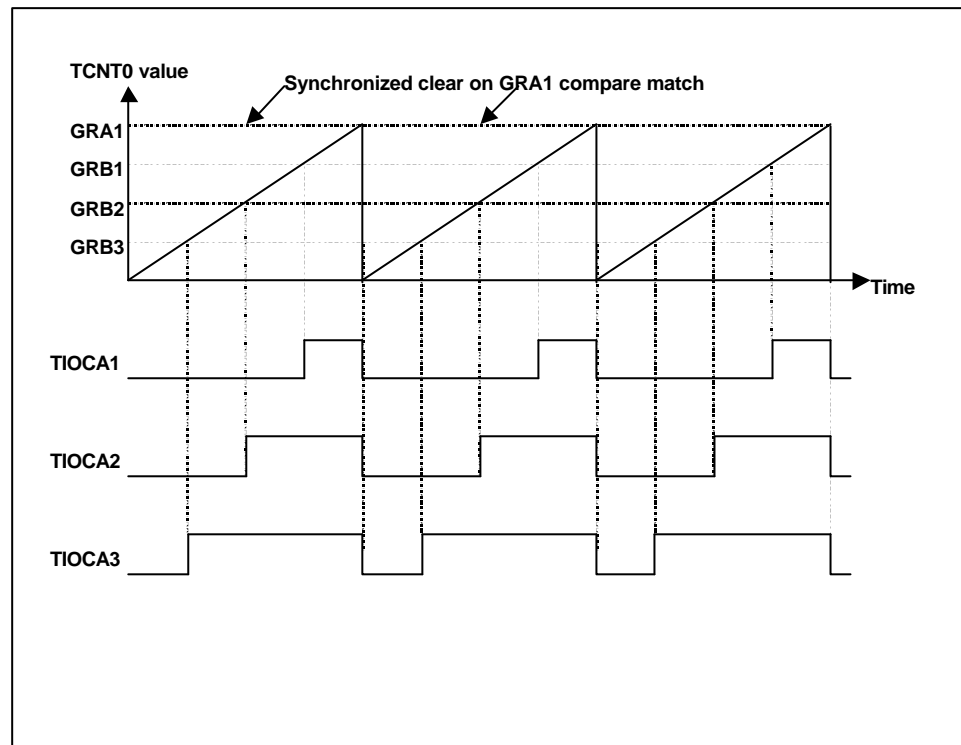 TCNT0 value
Synchronized clear on GRA1 compare match
GRA1
GRB1
GRB2
GRB3
Time
TIOCA1
TIOCA2
TIOCA3